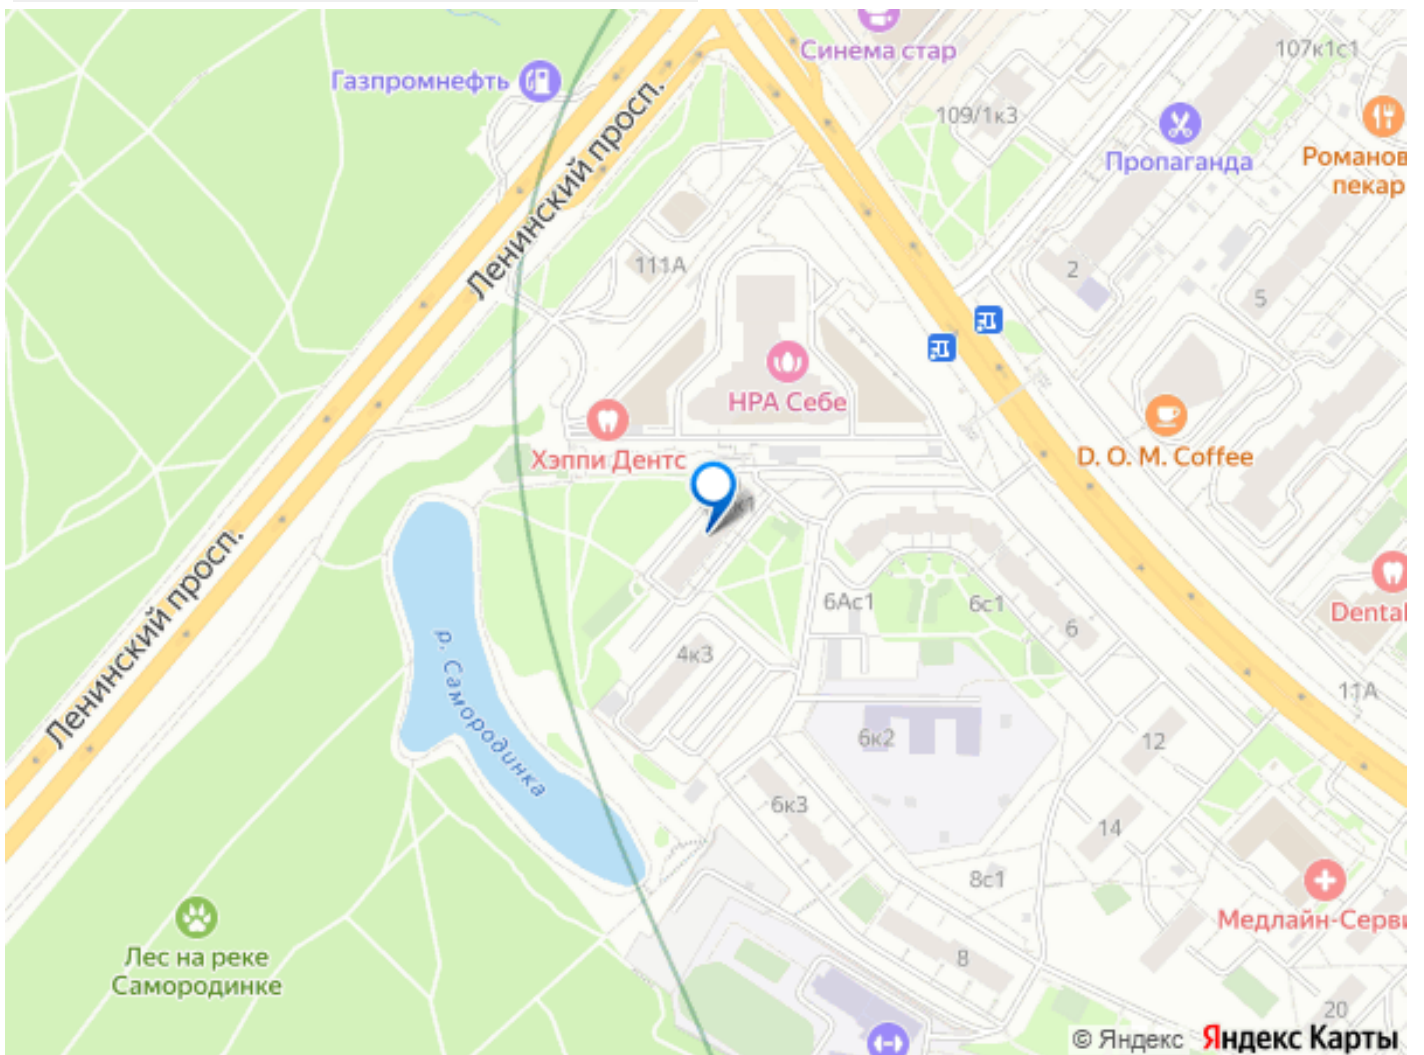 Синема стар
107к1с1
Газпромнефть
109/1к3
Пропаганда
Романов
пекар
Ленинский просп.
111А
2
5
НРА Себе
Хэппи Дентс
D. O. M. Coffee
к1
6Ас1
6с1
6
Dental
Ленинский просп.
4к3
р. Самородинка
11А
6к2
12
6к3
14
8с1
Медлайн-Серви
Лес на реке
Самородинке
8
20
© Яндекс Яндекс Карты